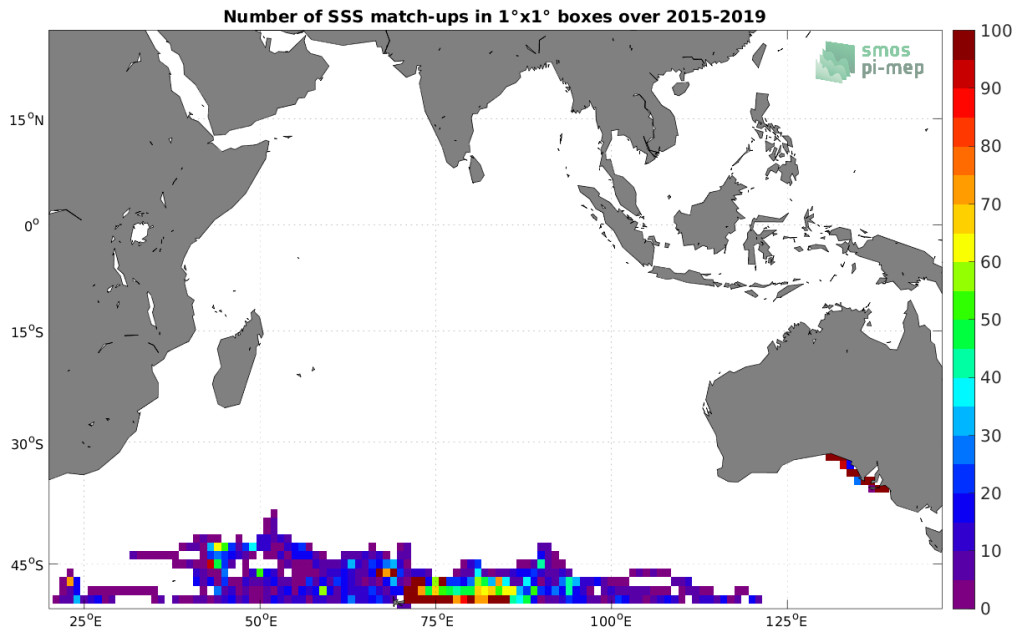 Number of SSS match-ups in 1°x1° boxes over 2015-2019
smos
pi-mep
15°N
0°
15°S
30°S
45°S
25°E
50°E
75°E
100°E
125°E
100
90
80
70
60
50
40
30
20
10
0